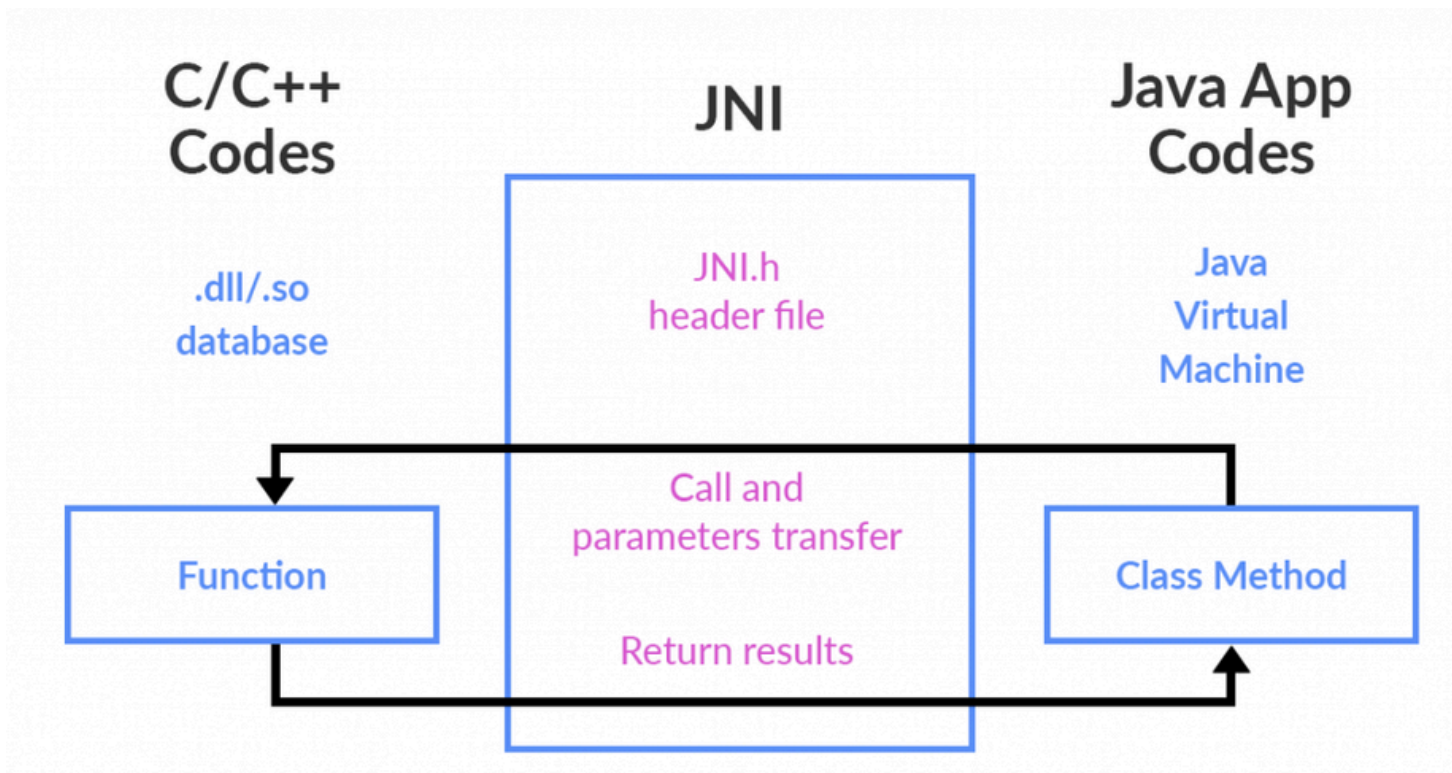 C/C++
Codes
JNI
Java App
Codes
.dll/.so
database
JNI.h
header file
Java
Virtual
Machine
Call and
parameters transfer
Function
Class Method
Return results